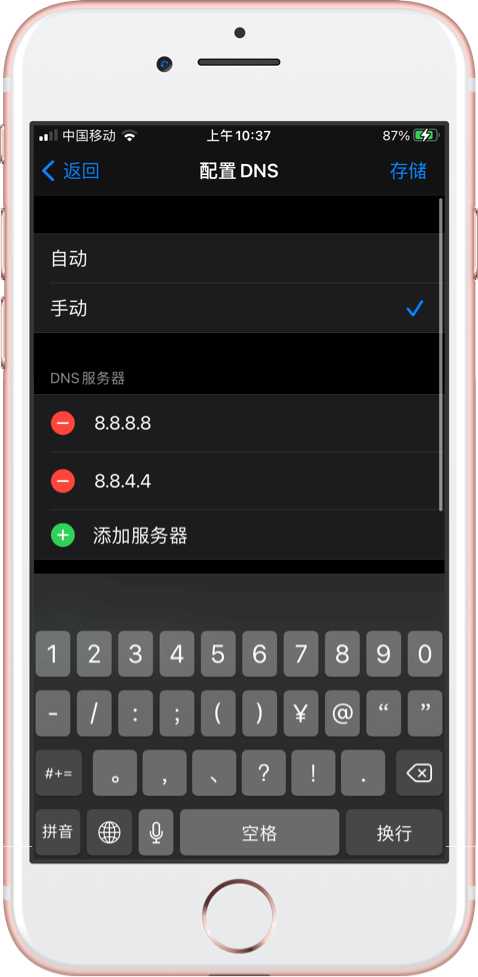 中国移动 上午10:37 87%
返回 配置 DNS 存储
自动
手动
DNS 服务器
8.8.8.8
8.8.4.4
添加服务器
1 2 3 4 5 6 7 8 9 0
- / : ; ( ) ¥ @ “ ”
#+= 。 , 、 ? ! .
拼音 空格 换行